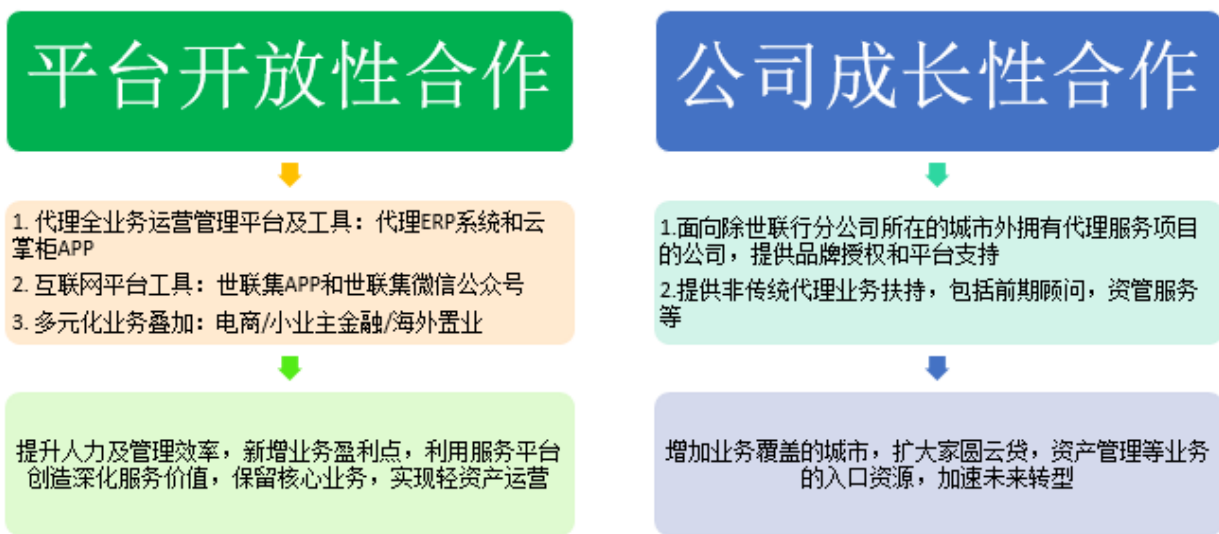 平台开放性合作
1. 代理全业务运营管理平台及工具：代理ERP系统和云
掌柜APP
2. 互联网平台工具：世联集APP和世联集微信公众号
3. 多元化业务叠加：电商/小业主金融/海外置业
提升人力及管理效率，新增业务盈利点，利用服务平台
创造深化服务价值，保留核心业务，实现轻资产运营
公司成长性合作
1.面向除世联行分公司所在的城市外拥有代理服务项目
的公司，提供品牌授权和平台支持
2.提供非传统代理业务扶持，包括前期顾问，资管服务
等
增加业务覆盖的城市，扩大家圆云贷，资产管理等业务
的入口资源，加速未来转型